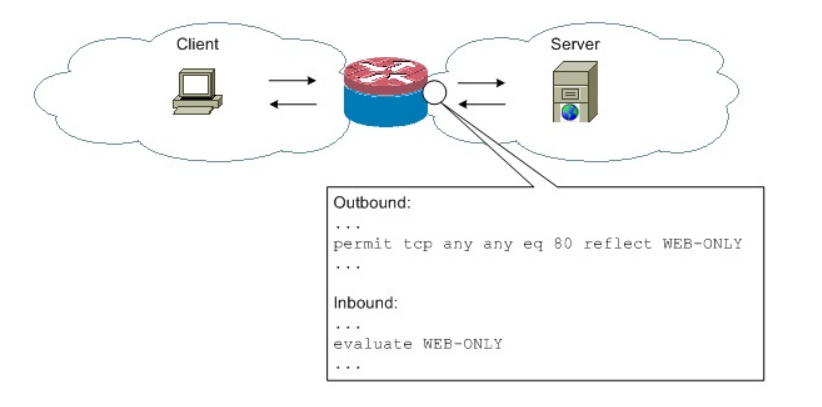 Client
Server
Outbound:
...
permit tcp any any eq 80 reflect WEB-ONLY
...
Inbound:
...
evaluate WEB-ONLY
...